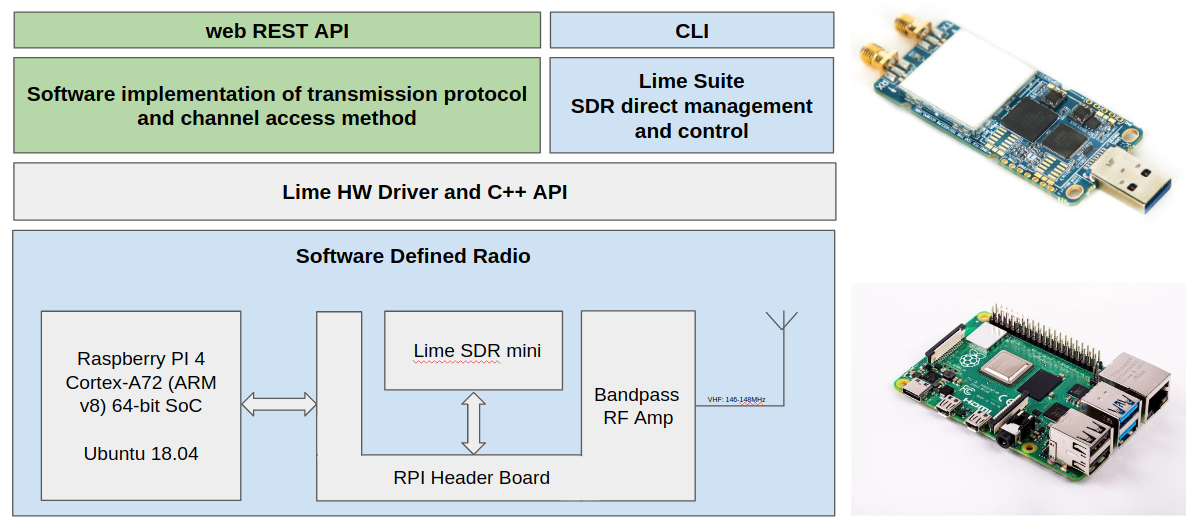 web REST API
CLI
Software implementation of transmission protocol
and channel access method
Lime Suite
SDR direct management
and control
Lime HW Driver and C++ API
Software Defined Radio
Raspberry PI 4
Cortex-A72 (ARM
v8) 64-bit SoC
Ubuntu 18.04
Lime SDR mini
Bandpass
RF Amp
VHF: 146-148MHz
RPI Header Board
HDMI